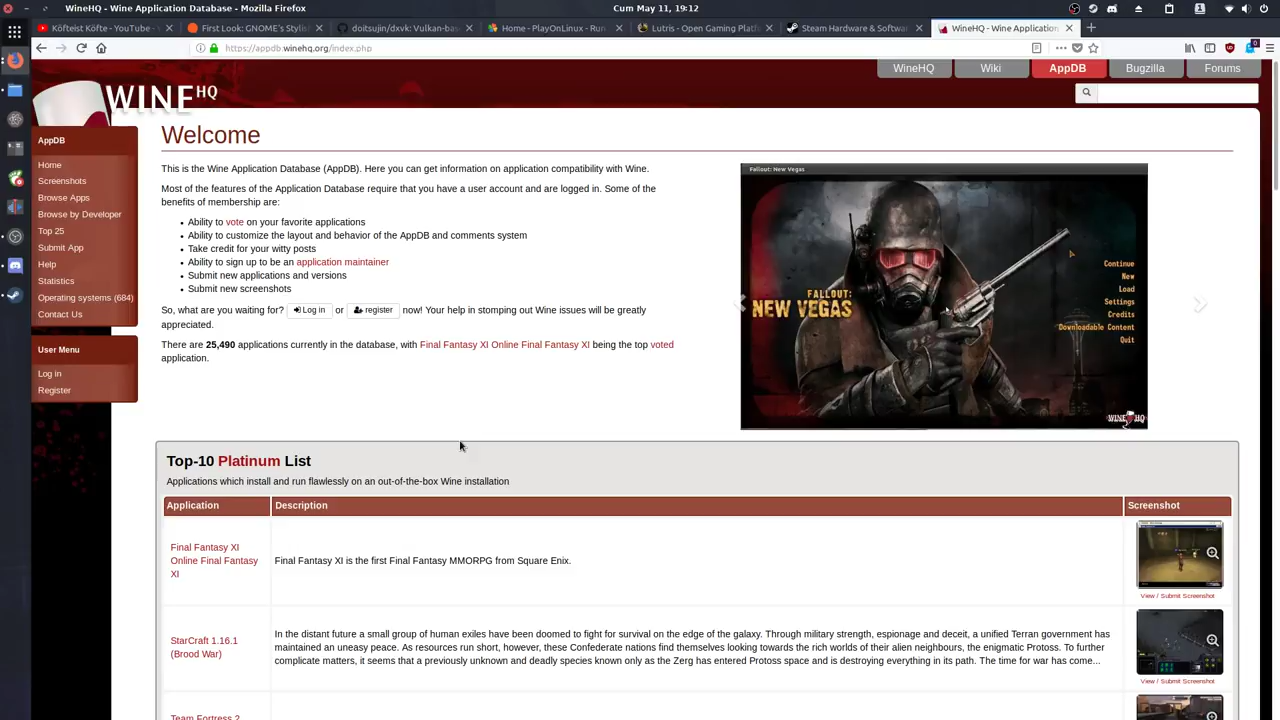 WineHQ - Wine Application Database - Mozilla Firefox
Cum May 11, 19:12
Köfteist Köfte - YouTube -
First Look: GNOME's Stylis
doitsujin/dxvk: Vulkan-bas
Home - PlayOnLinux - Run
Lutris - Open Gaming Platf
Steam Hardware & Softwar
WineHQ - Wine Applicati
https://appdb.winehq.org/index.php
WINE HQ
WineHQ
Wiki
AppDB
Bugzilla
Forums
AppDB
Home
Screenshots
Browse Apps
Browse by Developer
Top 25
Submit App
Help
Statistics
Operating systems (684)
Contact Us
User Menu
Log in
Register
Welcome
This is the Wine Application Database (AppDB). Here you can get information on application compatibility with Wine.
Most of the features of the Application Database require that you have a user account and are logged in. Some of the
benefits of membership are:
Ability to vote on your favorite applications
Ability to customize the layout and behavior of the AppDB and comments system
Take credit for your witty posts
Ability to sign up to be an application maintainer
Submit new applications and versions
Submit new screenshots
So, what are you waiting for? Log in or register now! Your help in stomping out Wine issues will be greatly
appreciated.
There are 25,490 applications currently in the database, with Final Fantasy XI Online Final Fantasy XI being the top voted
application.
Fallout: New Vegas
FALLOUT:
NEW VEGAS
Continue
New
Load
Settings
Credits
Downloadable Content
Quit
WINE HQ
Top-10 Platinum List
Applications which install and run flawlessly on an out-of-the-box Wine installation
Application
Description
Screenshot
Final Fantasy XI
Online Final Fantasy
XI
Final Fantasy XI is the first Final Fantasy MMORPG from Square Enix.
View / Submit Screenshot
StarCraft 1.16.1
(Brood War)
In the distant future a small group of human exiles have been doomed to fight for survival on the edge of the galaxy. Through military strength, espionage and deceit, a unified Terran government has
maintained an uneasy peace. As resources run short, however, these Confederate nations find themselves looking towards the rich worlds of their alien neighbours, the enigmatic Protoss. To further
complicate matters, it seems that a previously unknown and deadly species known only as the Zerg has entered Protoss space and is destroying everything in its path. The time for war has come...
View / Submit Screenshot
Team Fortress 2